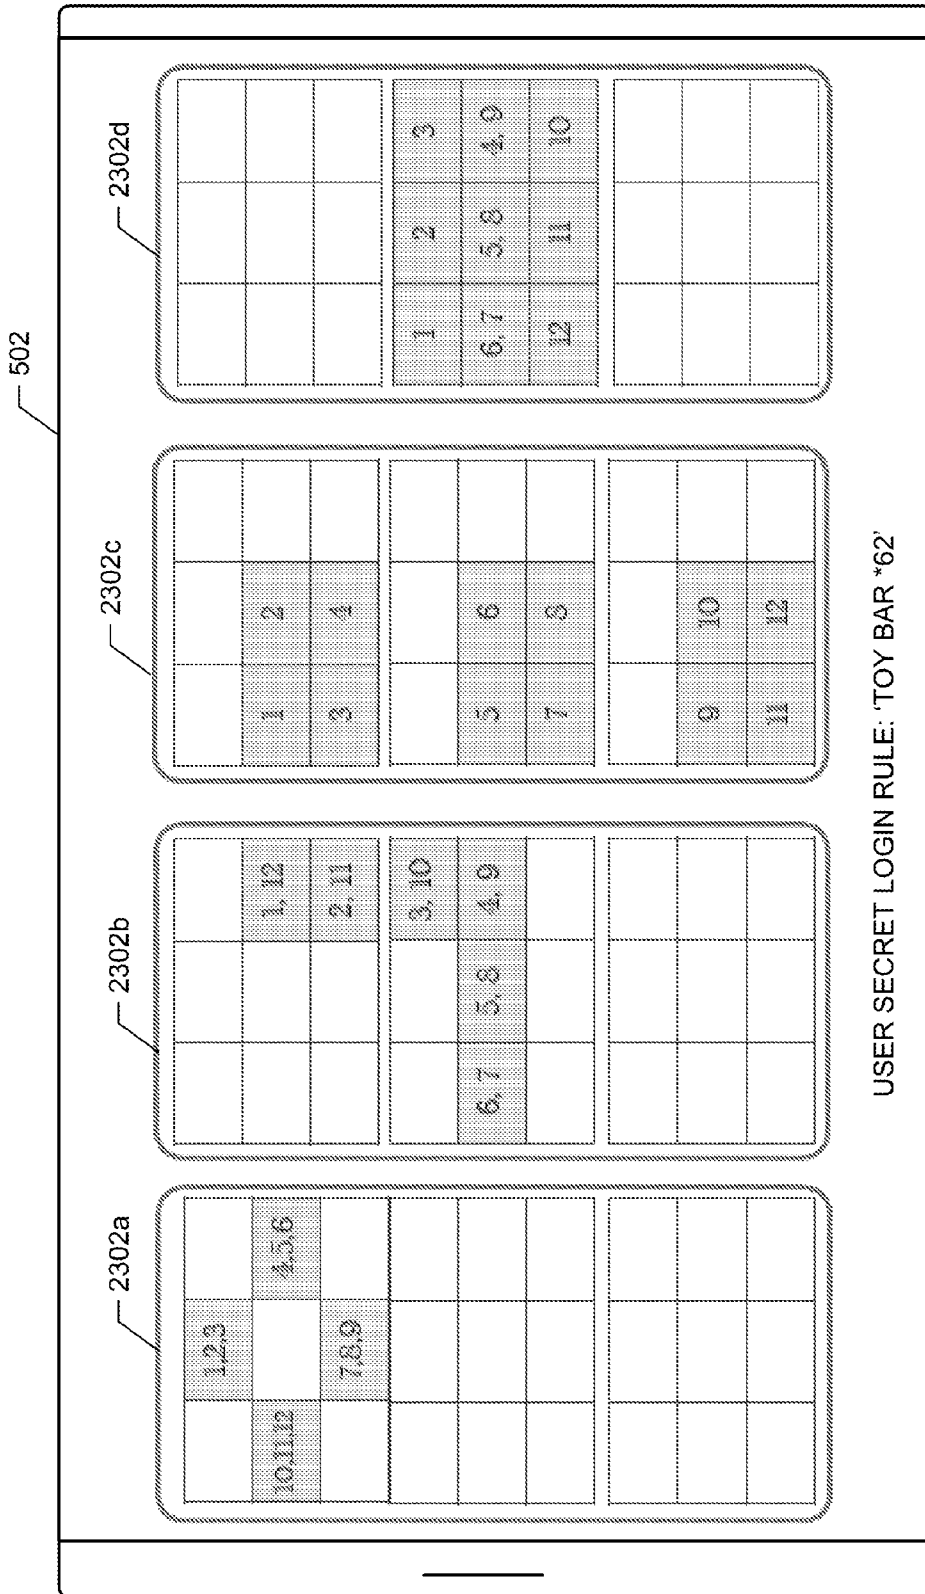 502
2302a
1,2,3
10,11,12 4,5,6
7,8,9
2302b
1, 12
2, 11
3, 10
6, 7 5, 8 4, 9
2302c
1 2
3 4
5 6
7 8
9 10
11 12
2302d
1 2 3
6, 7 5, 8 4, 9
12 11 10
USER SECRET LOGIN RULE: 'TOY BAR *62'